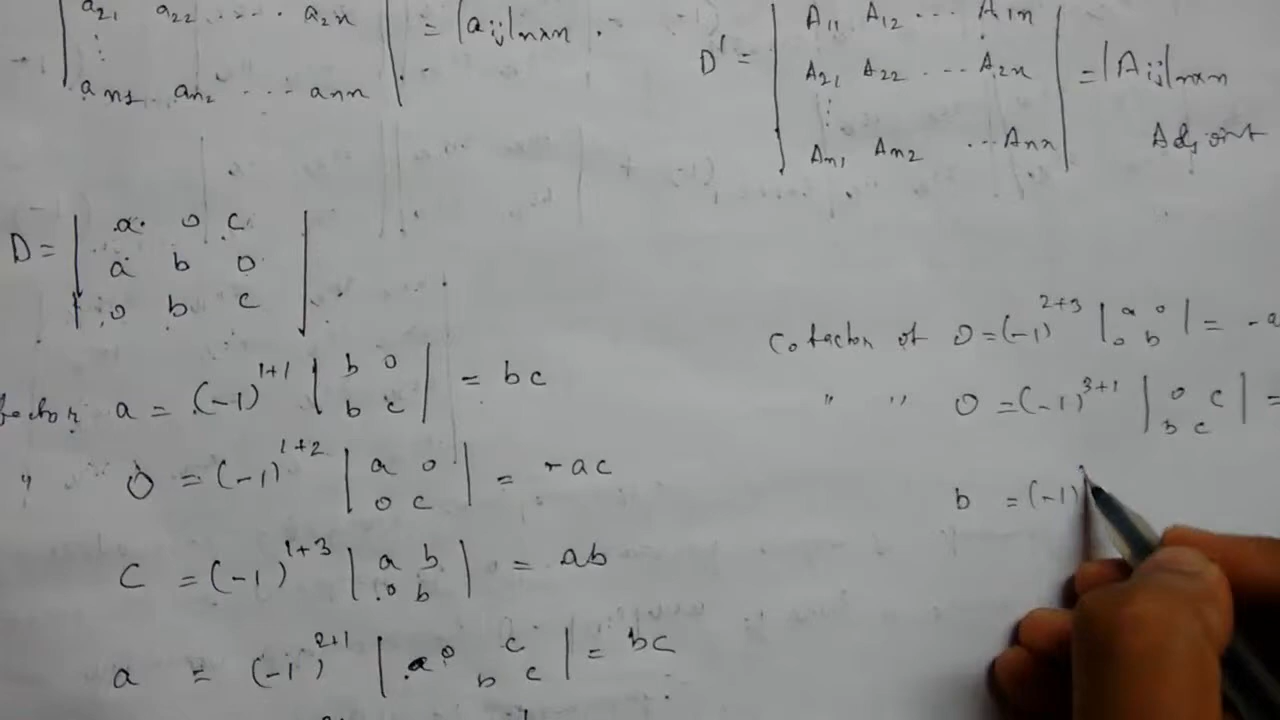 a₂₁ a₂₂ ..... a₂ₙ = |aᵢⱼ|ₙₓₙ .
⋮
aₙ₁ aₙ₂ ... aₙₙ
A₁₁ A₁₂ ... A₁ₙ
D' = A₂₁ A₂₂ ... A₂ₙ = |Aᵢⱼ|ₙₓₙ
⋮
Aₙ₁ Aₙ₂ ... Aₙₙ Adjoint
D = | a 0 c |
| a b 0 |
| 0 b c |
a = (-1)¹⁺¹ | b 0 | = bc
| b c |
" 0 = (-1)¹⁺² | a 0 | = -ac
| 0 c |
c = (-1)¹⁺³ | a b | = ab
| 0 b |
a = (-1)²⁺¹ | 0 c | = bc
| b c |
Cofactor of 0 = (-1)²⁺³ | a 0 | = -a
| 0 b |
" " 0 = (-1)³⁺¹ | 0 c | =
| b c |
b = (-1)